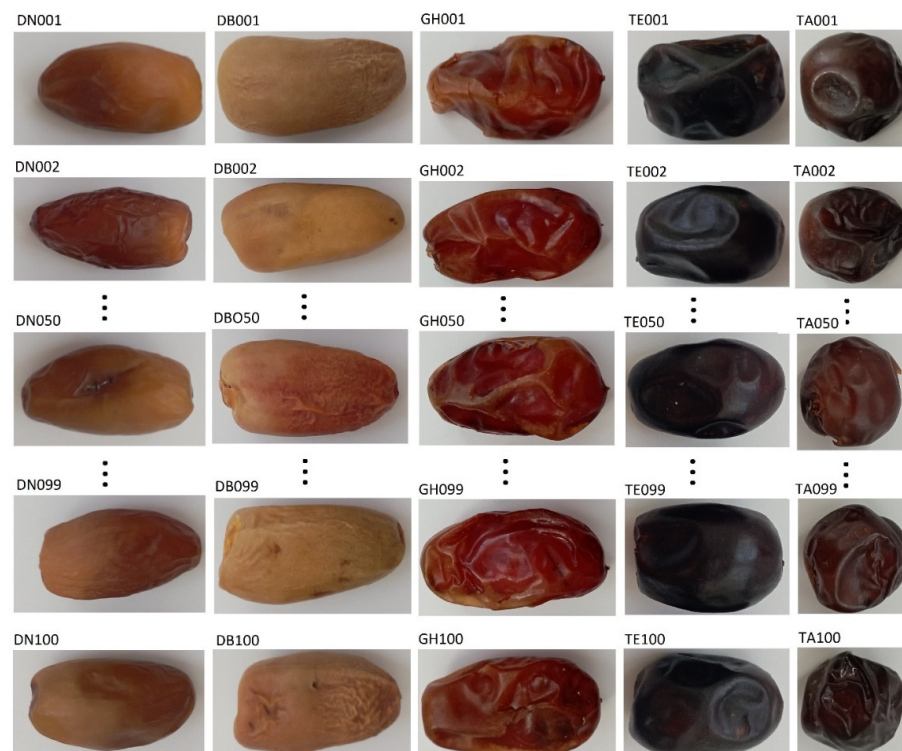 DN001 DB001 GH001 TE001 TA001
DN002 DB002 GH002 TE002 TA002
DN050 DBO50 GH050 TE050 TA050
DN099 DB099 GH099 TE099 TA099
DN100 DB100 GH100 TE100 TA100